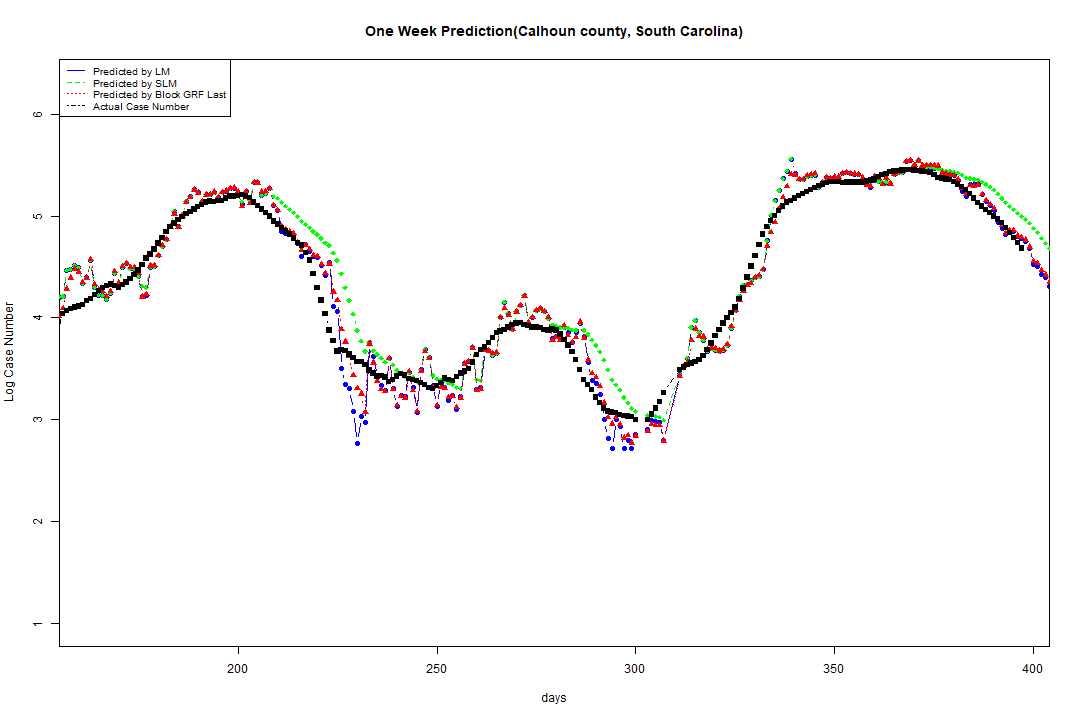 One Week Prediction(Calhoun county, South Carolina)
Predicted by LM
Predicted by SLM
Predicted by Block GRF Last
Actual Case Number
6
5
4
3
2
1
Log Case Number
200 250 300 350 400
days